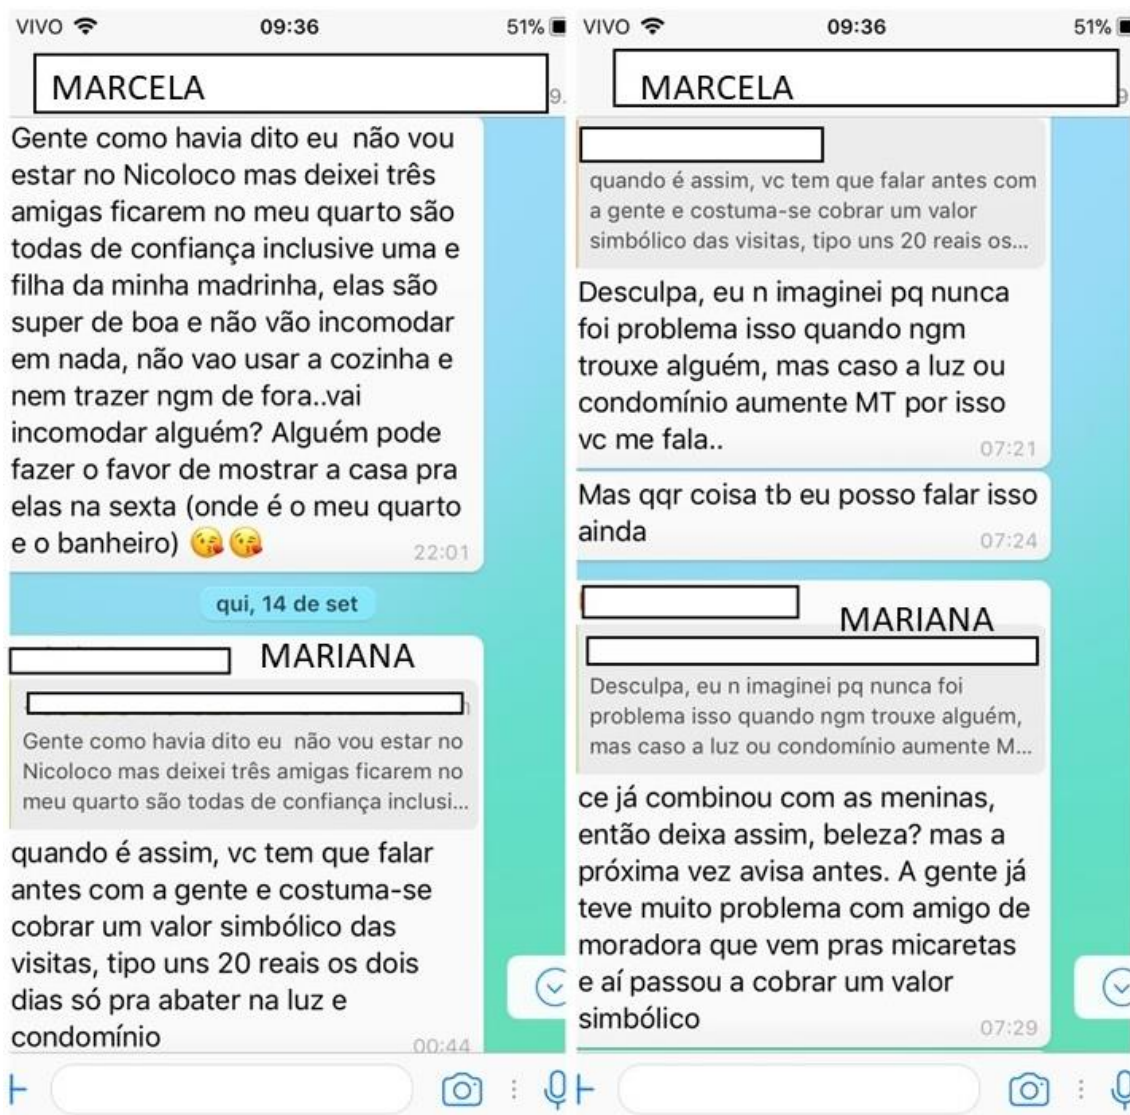 VIVO 09:36 51%
MARCELA
9.
Gente como havia dito eu não vou
estar no Nicoloco mas deixei três
amigas ficarem no meu quarto são
todas de confiança inclusive uma e
filha da minha madrinha, elas são
super de boa e não vão incomodar
em nada, não vao usar a cozinha e
nem trazer ngm de fora..vai
incomodar alguém? Alguém pode
fazer o favor de mostrar a casa pra
elas na sexta (onde é o meu quarto
e o banheiro) 😘😘 22:01
qui, 14 de set
MARIANA
Gente como havia dito eu não vou estar no
Nicoloco mas deixei três amigas ficarem no
meu quarto são todas de confiança inclusi...
quando é assim, vc tem que falar
antes com a gente e costuma-se
cobrar um valor simbólico das
visitas, tipo uns 20 reais os dois
dias só pra abater na luz e
condomínio 00:44
VIVO 09:36 51%
MARCELA
9
quando é assim, vc tem que falar antes com
a gente e costuma-se cobrar um valor
simbólico das visitas, tipo uns 20 reais os...
Desculpa, eu n imaginei pq nunca
foi problema isso quando ngm
trouxe alguém, mas caso a luz ou
condomínio aumente MT por isso
vc me fala.. 07:21
Mas qqr coisa tb eu posso falar isso
ainda 07:24
MARIANA
Desculpa, eu n imaginei pq nunca foi
problema isso quando ngm trouxe alguém,
mas caso a luz ou condomínio aumente M...
ce já combinou com as meninas,
então deixa assim, beleza? mas a
próxima vez avisa antes. A gente já
teve muito problema com amigo de
moradora que vem pras micaretas
e aí passou a cobrar um valor
simbólico 07:29